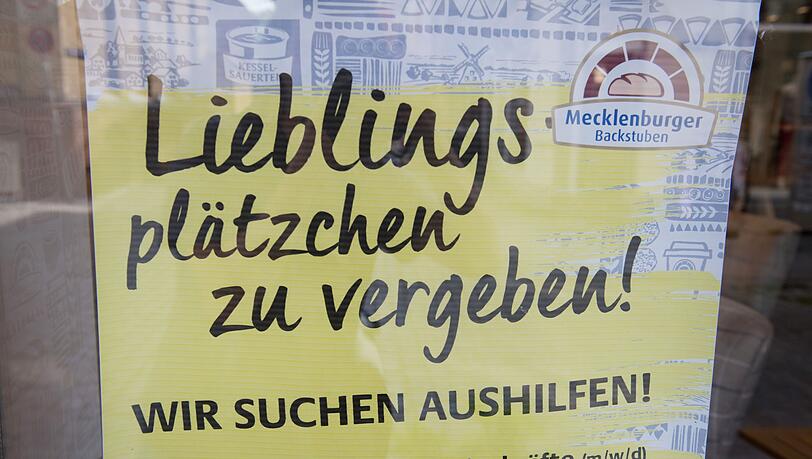 KESSEL-
SAUERTEIG
Mecklenburger
Backstuben
Lieblings-
plätzchen
zu vergeben!
WIR SUCHEN AUSHILFEN!
(m/w/d)